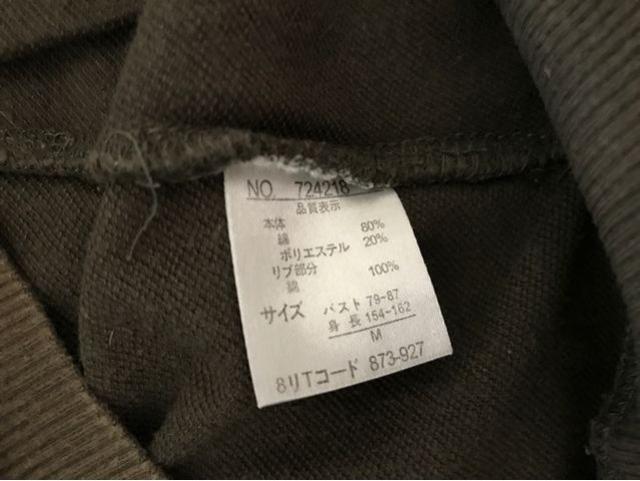 NO. 724218
品質表示
本体
綿 80%
ポリエステル 20%
リブ部分
綿 100%
サイズ バスト 79-87
身長 154-162
M
8リTコード 873-927